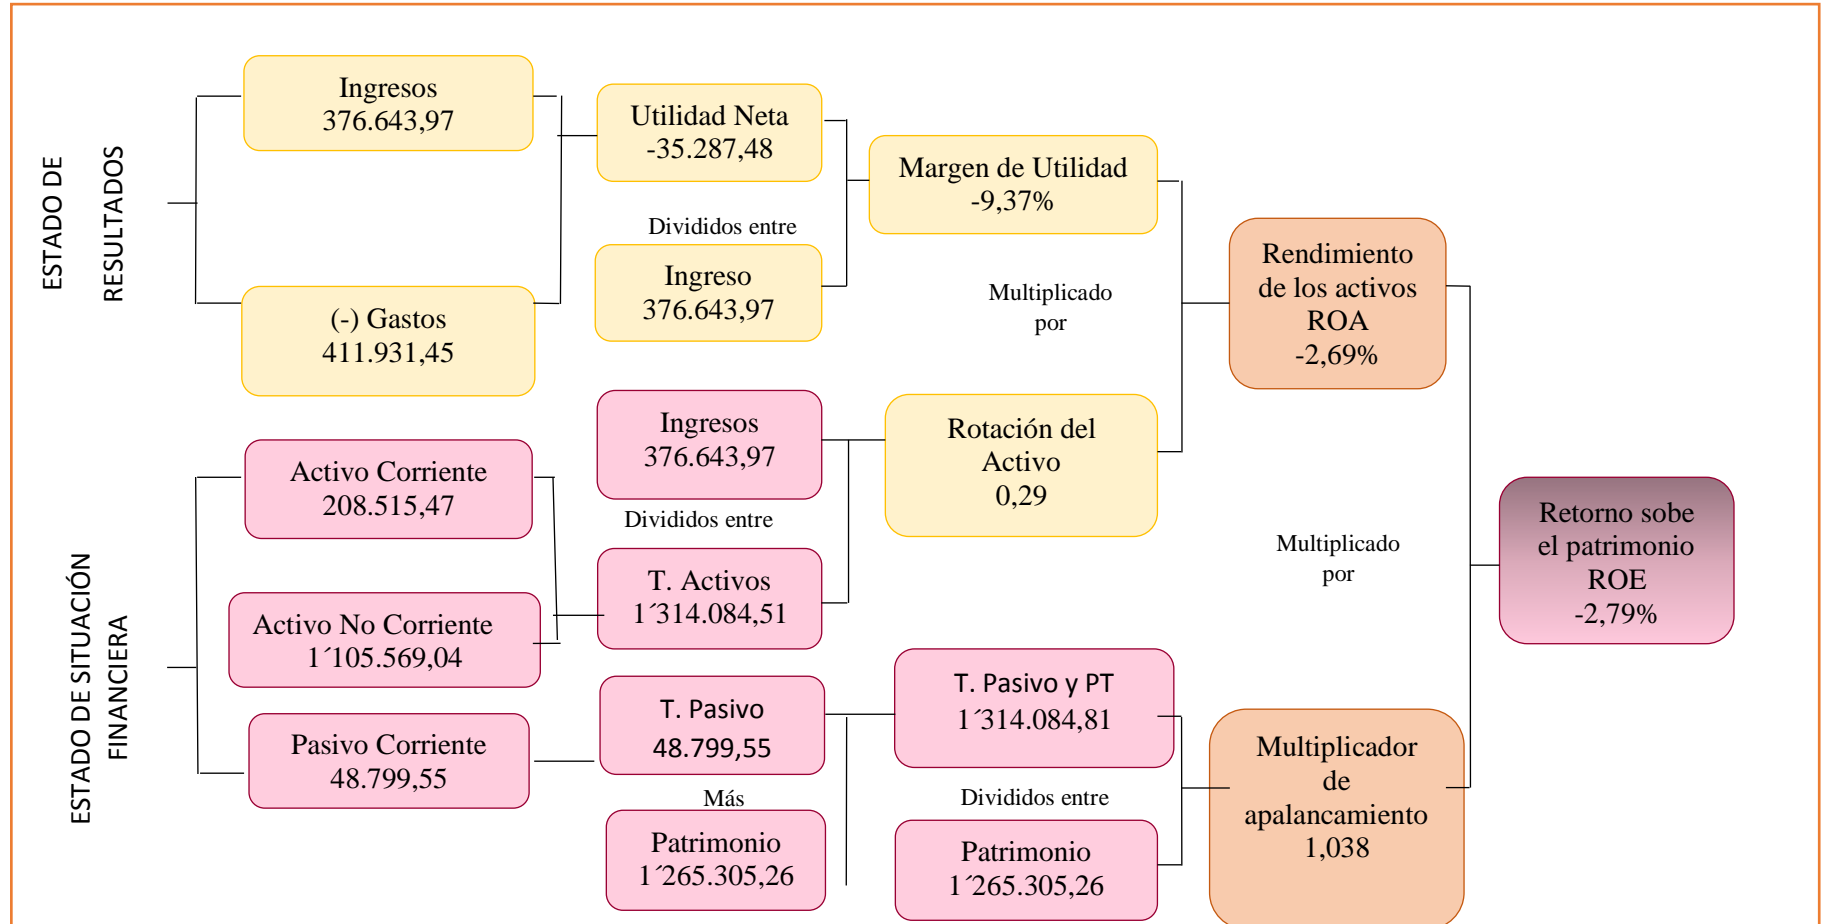 ESTADO DE
RESULTADOS
Ingresos
376.643,97
(-) Gastos
411.931,45
Utilidad Neta
-35.287,48
Divididos entre
Ingreso
376.643,97
Margen de Utilidad
-9,37%
Multiplicado
por
Ingresos
376.643,97
Divididos entre
T. Activos
1´314.084,51
Rotación del
Activo
0,29
Rendimiento
de los activos
ROA
-2,69%
ESTADO DE SITUACIÓN
FINANCIERA
Activo Corriente
208.515,47
Activo No Corriente
1´105.569,04
Pasivo Corriente
48.799,55
T. Pasivo
48.799,55
Más
Patrimonio
1´265.305,26
T. Pasivo y PT
1´314.084,81
Divididos entre
Patrimonio
1´265.305,26
Multiplicador
de
apalancamiento
1,038
Multiplicado
por
Retorno sobe
el patrimonio
ROE
-2,79%